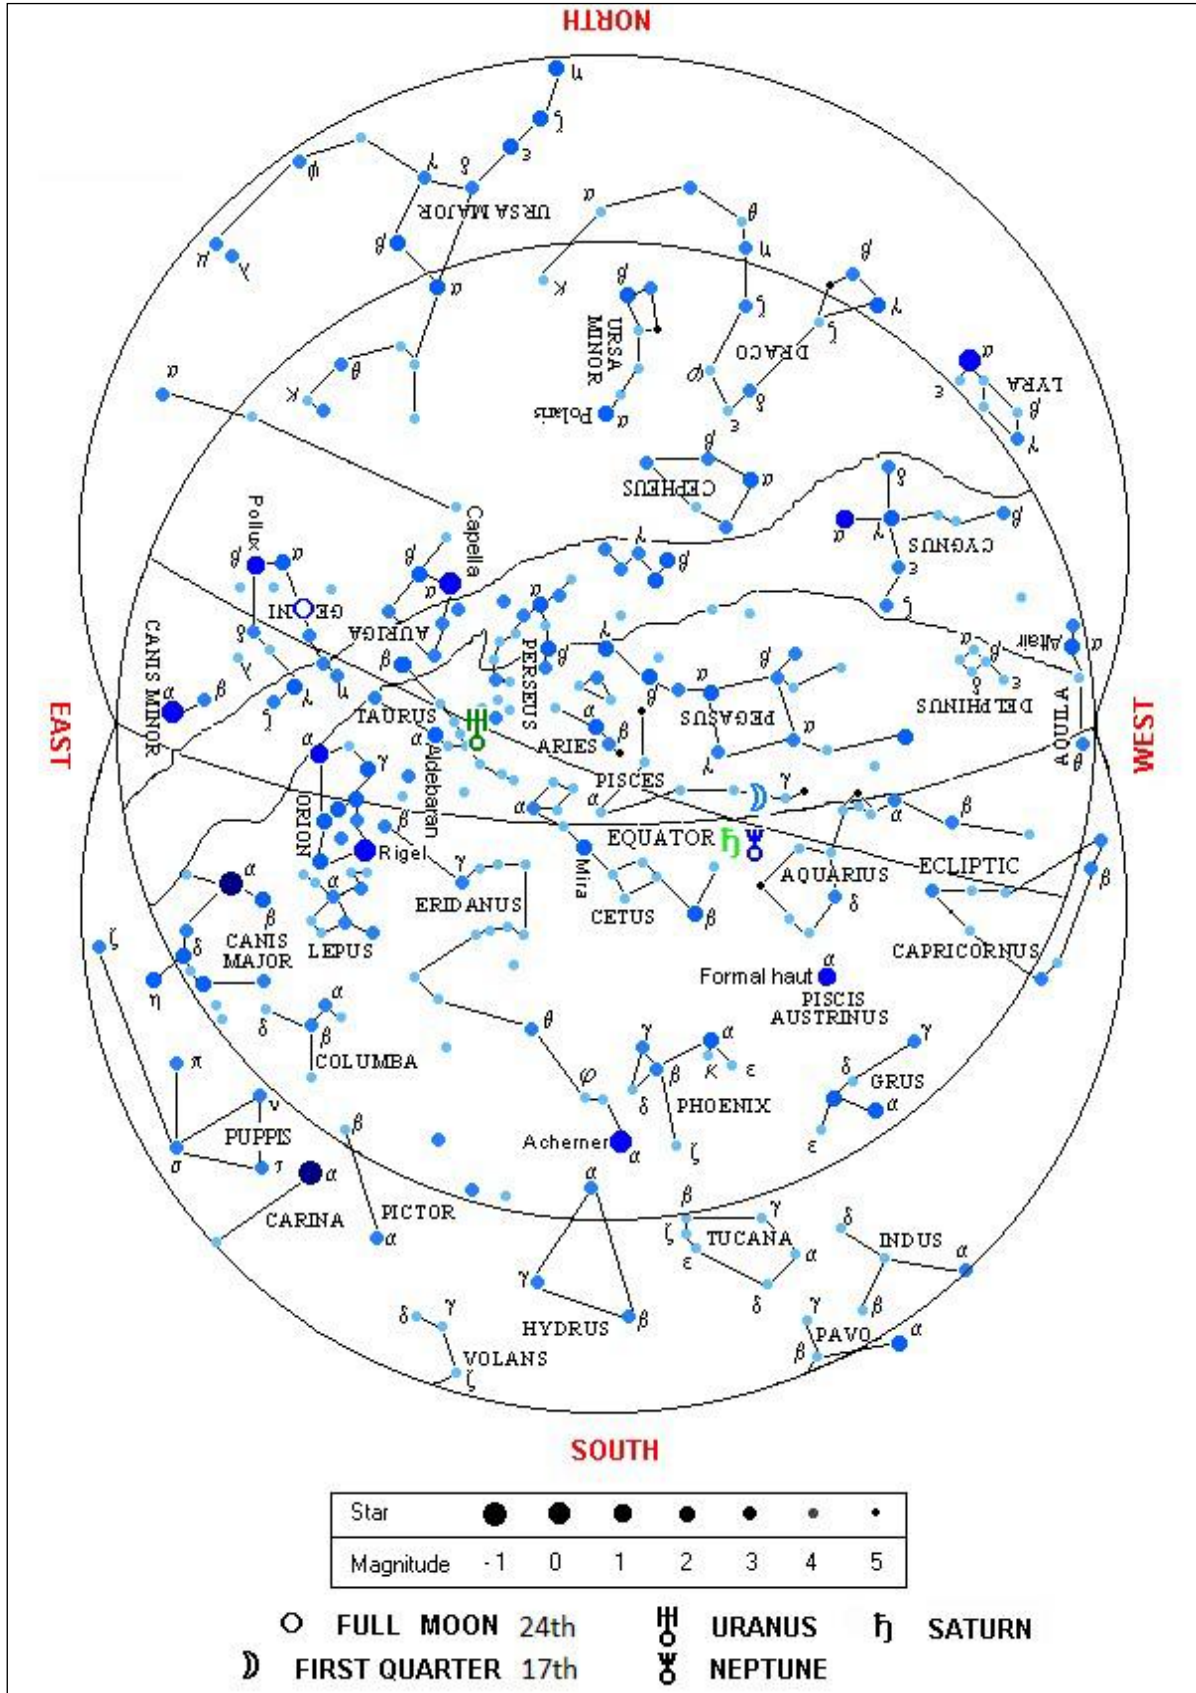 NORTH
η
ζ
ε
δ
γ
ψ
β
URSA MAJOR
μ
λ
α
θ
κ
α
α
θ
η
κ
ζ
β
URSA
MINOR
Polaris
α
φ
ε
δ
DRACO
β
γ
ξ
α
ε
LYRA
β
γ
β
CEPHEUS
α
δ
α
γ
CYGNUS
β
ε
ζ
γ
β
α
Pollux
β
α
GE INI
δ
λ
ζ
γ
η
μ
Capella
α
AURIGA
β
PERSEUS
β
γ
β
α
β
PEGASUS
γ
α
β
δ
ε
DELPHINUS
Altair
α
AQUILA
θ
CANIS MINOR
α
β
EAST
WEST
TAURUS
α
Aldebaran
ARIES
α
β
PISCES
α
γ
α
ORION
γ
Rigel
EQUATOR
β
ECLIPTIC
Mira
α
γ
ERIDANUS
CETUS
β
AQUARIUS
δ
β
CAPRICORNUS
α
β
CANIS
MAJOR
δ
η
ζ
α
LEPUS
Formal haut
α
PISCIS
AUSTRINUS
α
δ
β
COLUMBA
θ
γ
α
β
κ
ε
δ
PHOENIX
ζ
γ
δ
GRUS
α
ε
π
ν
PUPPIS
σ
τ
β
φ
Acherner
α
α
CARINA
PICTOR
α
α
γ
HYDRUS
β
β
ζ
ε
γ
TUCANA
α
δ
δ
INDUS
α
β
γ
PAVO
α
β
δ
γ
VOLANS
ζ
SOUTH
Star
Magnitude -1 0 1 2 3 4 5
FULL MOON 24th URANUS SATURN
FIRST QUARTER 17th NEPTUNE